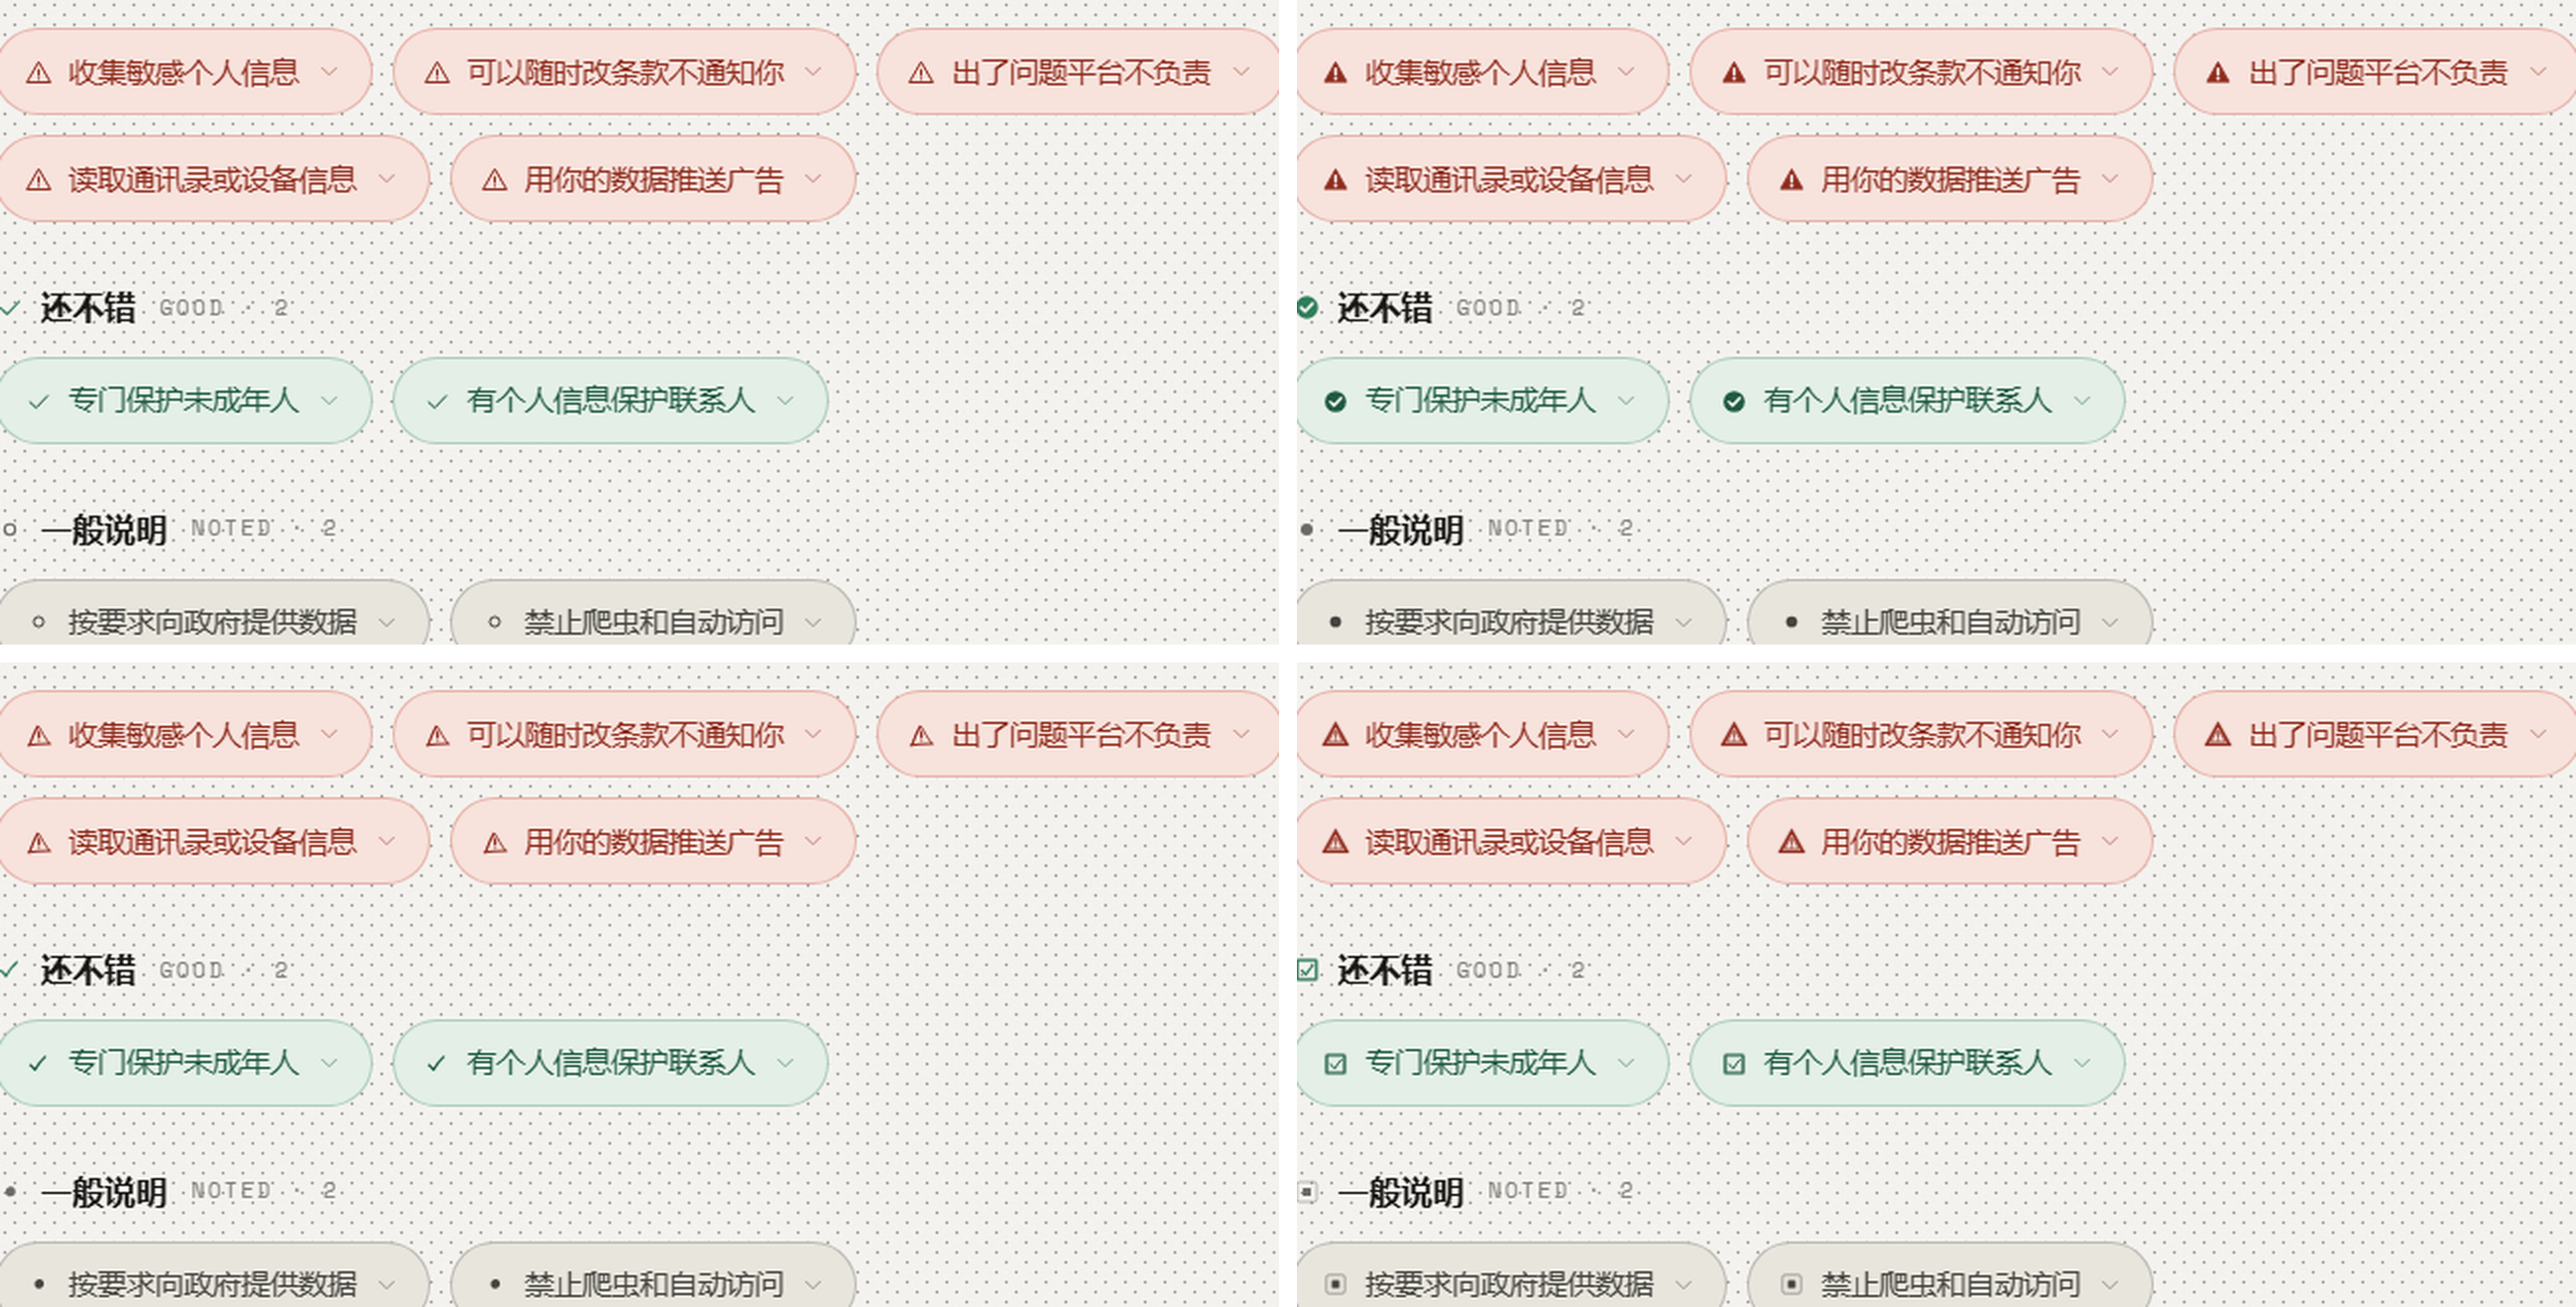 收集敏感个人信息 可以随时改条款不通知你 出了问题平台不负责
读取通讯录或设备信息 用你的数据推送广告
还不错 GOOD · 2
专门保护未成年人 有个人信息保护联系人
一般说明 NOTED · 2
按要求向政府提供数据 禁止爬虫和自动访问
收集敏感个人信息 可以随时改条款不通知你 出了问题平台不负责
读取通讯录或设备信息 用你的数据推送广告
还不错 GOOD · 2
专门保护未成年人 有个人信息保护联系人
一般说明 NOTED · 2
按要求向政府提供数据 禁止爬虫和自动访问
收集敏感个人信息 可以随时改条款不通知你 出了问题平台不负责
读取通讯录或设备信息 用你的数据推送广告
还不错 GOOD · 2
专门保护未成年人 有个人信息保护联系人
一般说明 NOTED · 2
按要求向政府提供数据 禁止爬虫和自动访问
收集敏感个人信息 可以随时改条款不通知你 出了问题平台不负责
读取通讯录或设备信息 用你的数据推送广告
还不错 GOOD · 2
专门保护未成年人 有个人信息保护联系人
一般说明 NOTED · 2
按要求向政府提供数据 禁止爬虫和自动访问